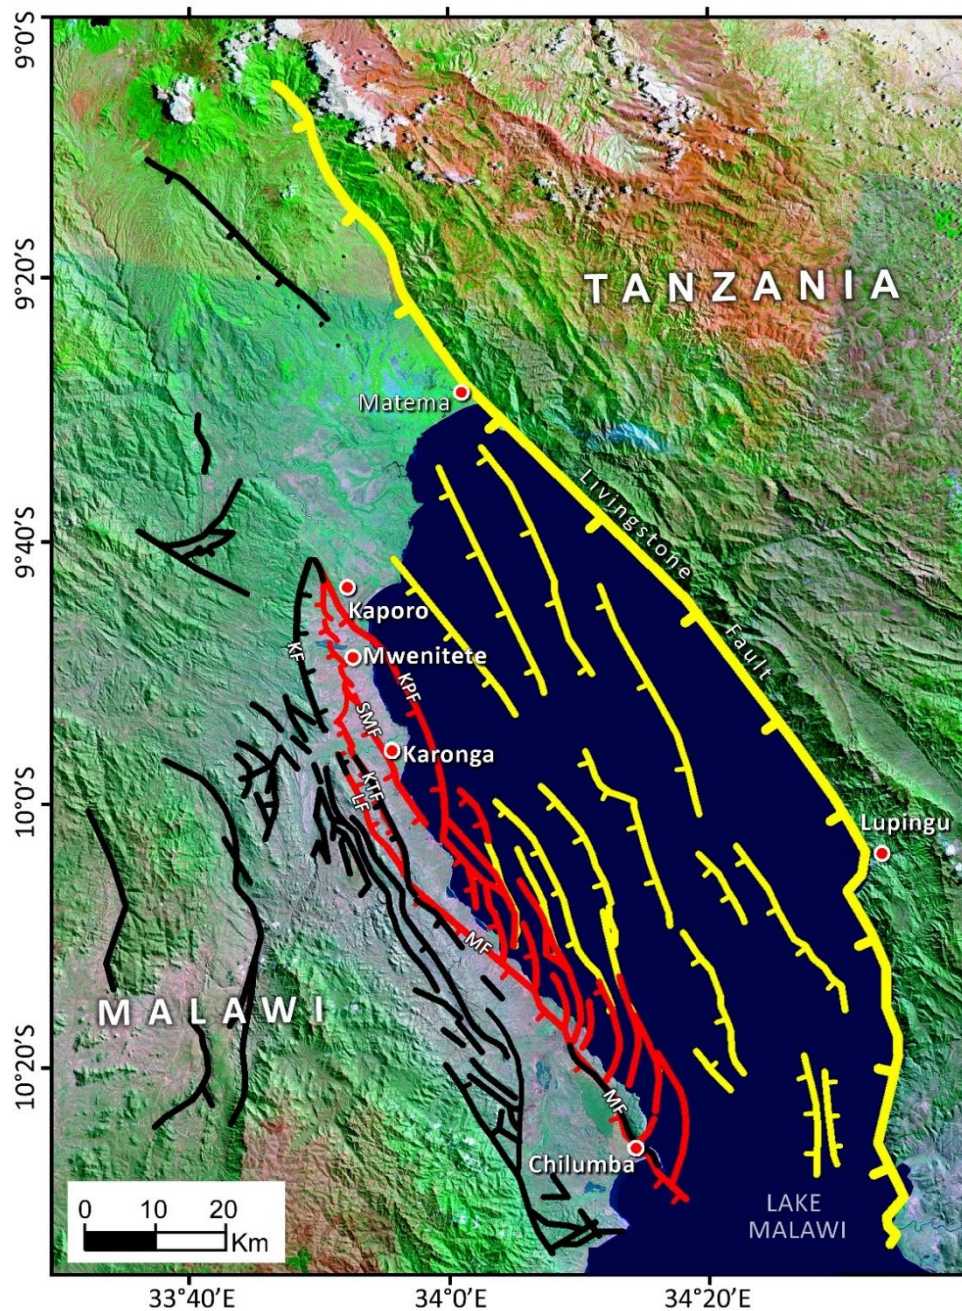 9°0'S
TANZANIA
9°20'S
Matema
Livingstone
Fault
9°40'S
Kaporo
KF
Mwenitete
KPF
SMF
Karonga
KTF
LF
10°0'S
Lupingu
MF
MALAWI
10°20'S
MF
Chilumba
LAKE
MALAWI
0 10 20
Km
33°40'E 34°0'E 34°20'E